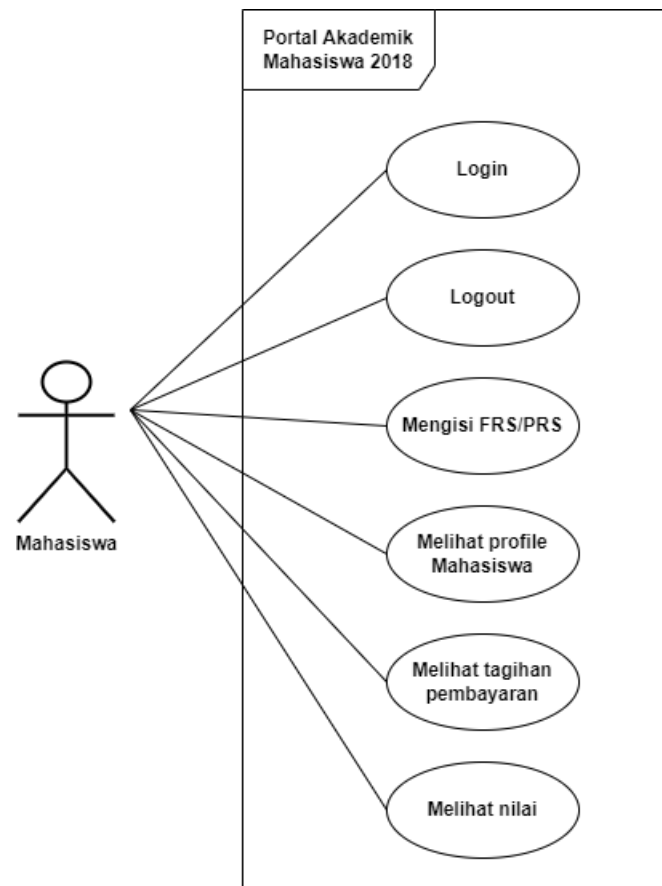 Portal Akademik
Mahasiswa 2018
Login
Logout
Mengisi FRS/PRS
Mahasiswa
Melihat profile
Mahasiswa
Melihat tagihan
pembayaran
Melihat nilai